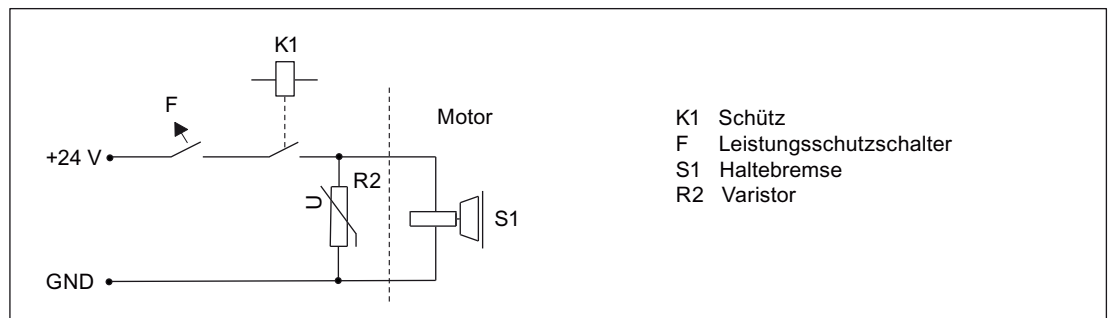 K1
F
Motor
+24 V
R2
U
S1
GND
K1 Schütz
F Leistungsschutzschalter
S1 Haltebremse
R2 Varistor